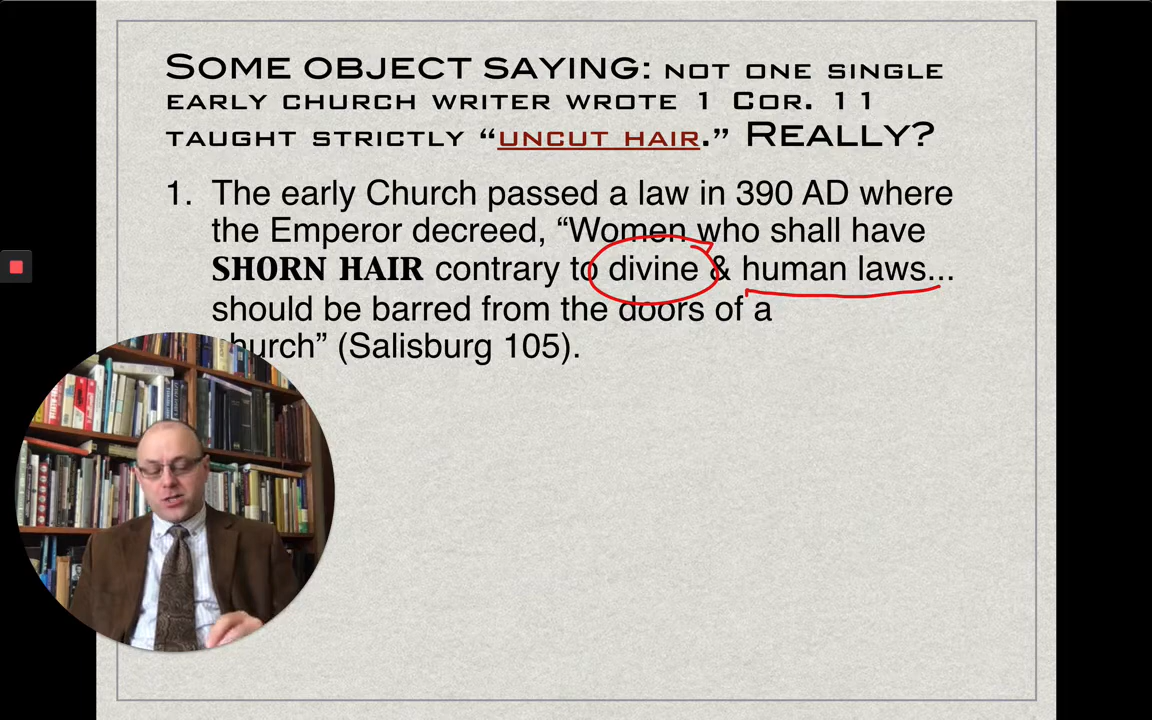 SOME OBJECT SAYING: NOT ONE SINGLE
EARLY CHURCH WRITER WROTE 1 COR. 11
TAUGHT STRICTLY “UNCUT HAIR.” REALLY?
1. The early Church passed a law in 390 AD where
the Emperor decreed, “Women who shall have
SHORN HAIR contrary to divine & human laws...
should be barred from the doors of a
church” (Salisburg 105).